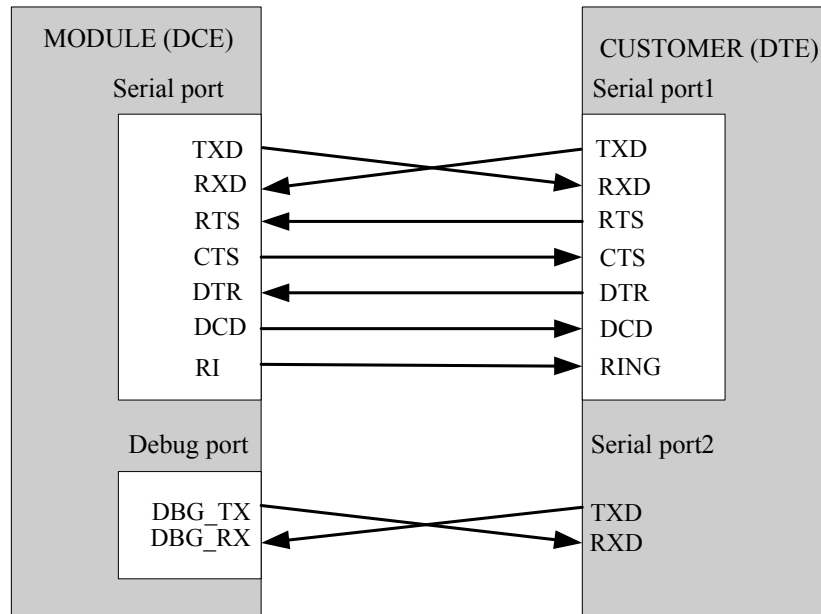 MODULE (DCE)
Serial port
TXD
RXD
RTS
CTS
DTR
DCD
RI
Debug port
DBG_TX
DBG_RX
CUSTOMER (DTE)
Serial port1
TXD
RXD
RTS
CTS
DTR
DCD
RING
Serial port2
TXD
RXD